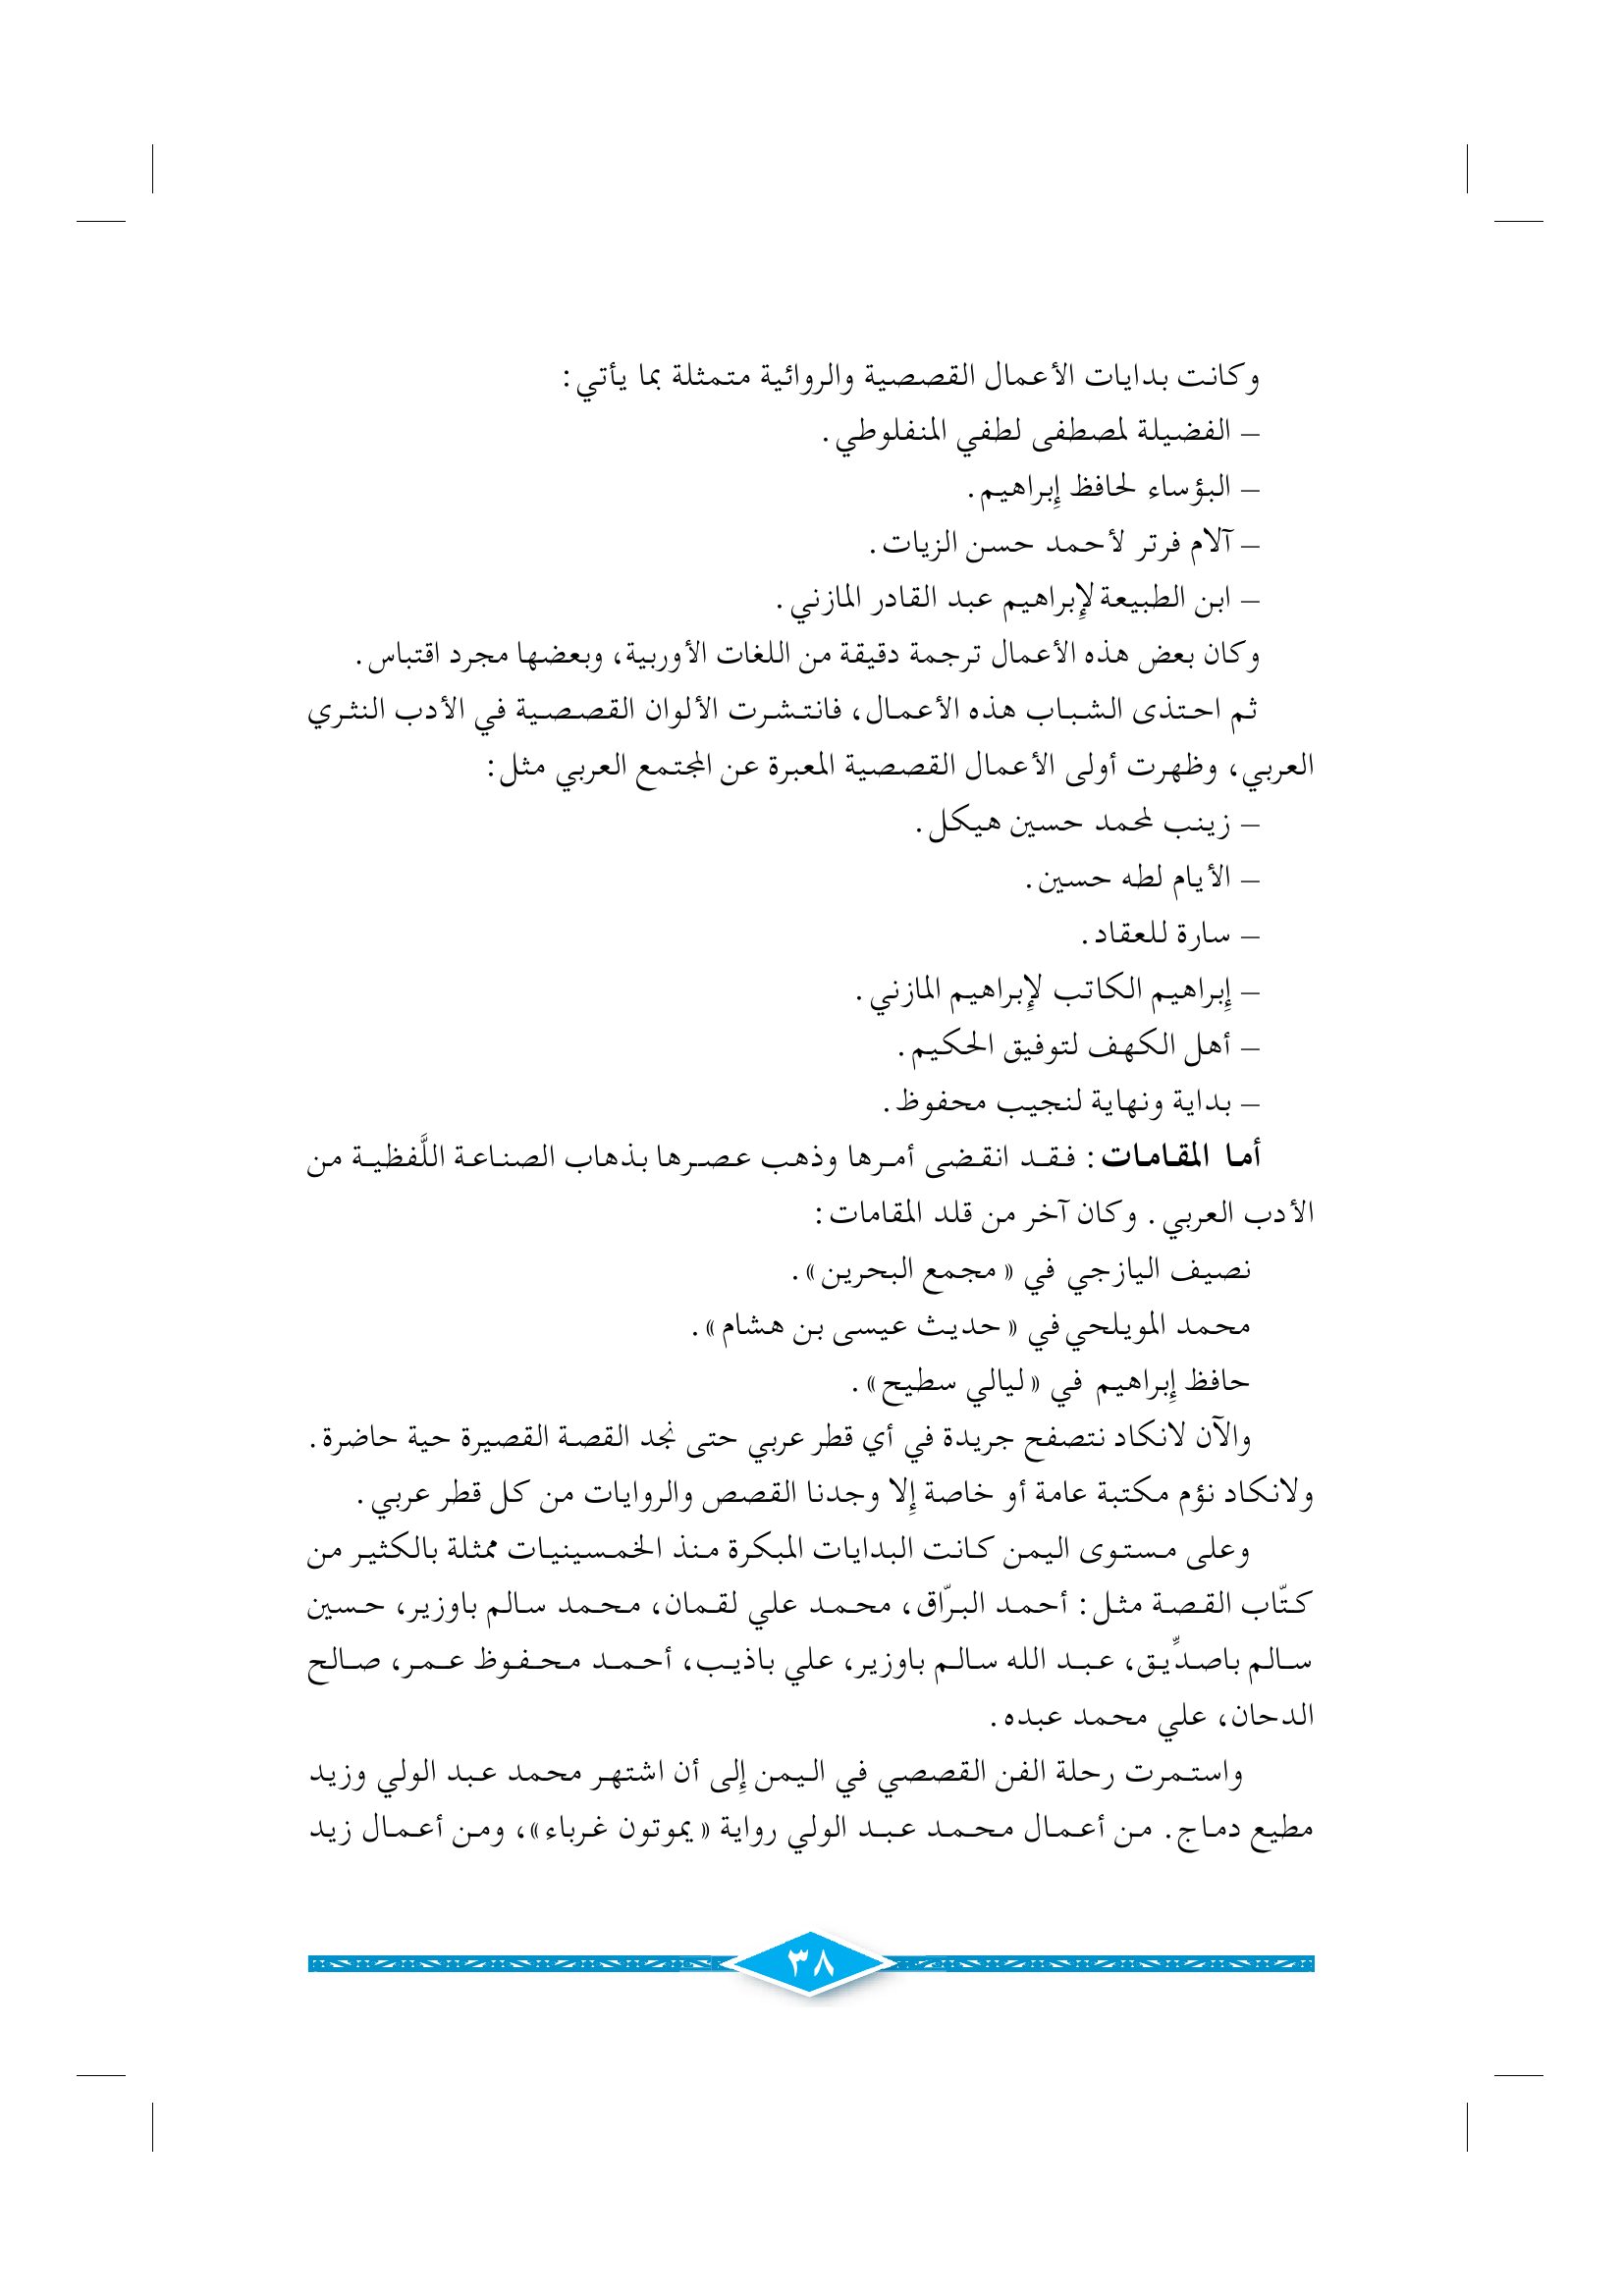 وكانت بدايات الأعمال القصصية والروائية متمثلة بما يأتي:
– الفضيلة لمصطفى لطفي المنفلوطي.
– البؤساء لحافظ إِبراهيم.
– آلام فرتر لأحمد حسن الزيات.
– ابن الطبيعة لإِبراهيم عبد القادر المازني.
وكان بعض هذه الأعمال ترجمة دقيقة من اللغات الأوربية، وبعضها مجرد اقتباس.
ثم احتذى الشباب هذه الأعمال، فانتشرت الألوان القصصية في الأدب النثري
العربي، وظهرت أولى الأعمال القصصية المعبرة عن المجتمع العربي مثل:
– زينب لمحمد حسين هيكل.
– الأيام لطه حسين.
– سارة للعقاد.
– إِبراهيم الكاتب لإِبراهيم المازني.
– أهل الكهف لتوفيق الحكيم.
– بداية ونهاية لنجيب محفوظ.
أما المقامات: فقد انقضى أمرها وذهب عصرها بذهاب الصناعة اللَّفظية من
الأدب العربي. وكان آخر من قلد المقامات:
نصيف اليازجي في «مجمع البحرين».
محمد المويلحي في «حديث عيسى بن هشام».
حافظ إِبراهيم في «ليالي سطيح».
والآن لانكاد نتصفح جريدة في أي قطر عربي حتى نجد القصة القصيرة حية حاضرة.
ولانكاد نؤم مكتبة عامة أو خاصة إِلا وجدنا القصص والروايات من كل قطر عربي.
وعلى مستوى اليمن كانت البدايات المبكرة منذ الخمسينيات ممثلة بالكثير من
كتّاب القصة مثل: أحمد البرّاق، محمد علي لقمان، محمد سالم باوزير، حسين
سالم باصدِّيق، عبد الله سالم باوزير، علي باذيب، أحمد محفوظ عمر، صالح
الدحان، علي محمد عبده.
واستمرت رحلة الفن القصصي في اليمن إِلى أن اشتهر محمد عبد الولي وزيد
مطيع دماج. من أعمال محمد عبد الولي رواية «يموتون غرباء»، ومن أعمال زيد
٣٨